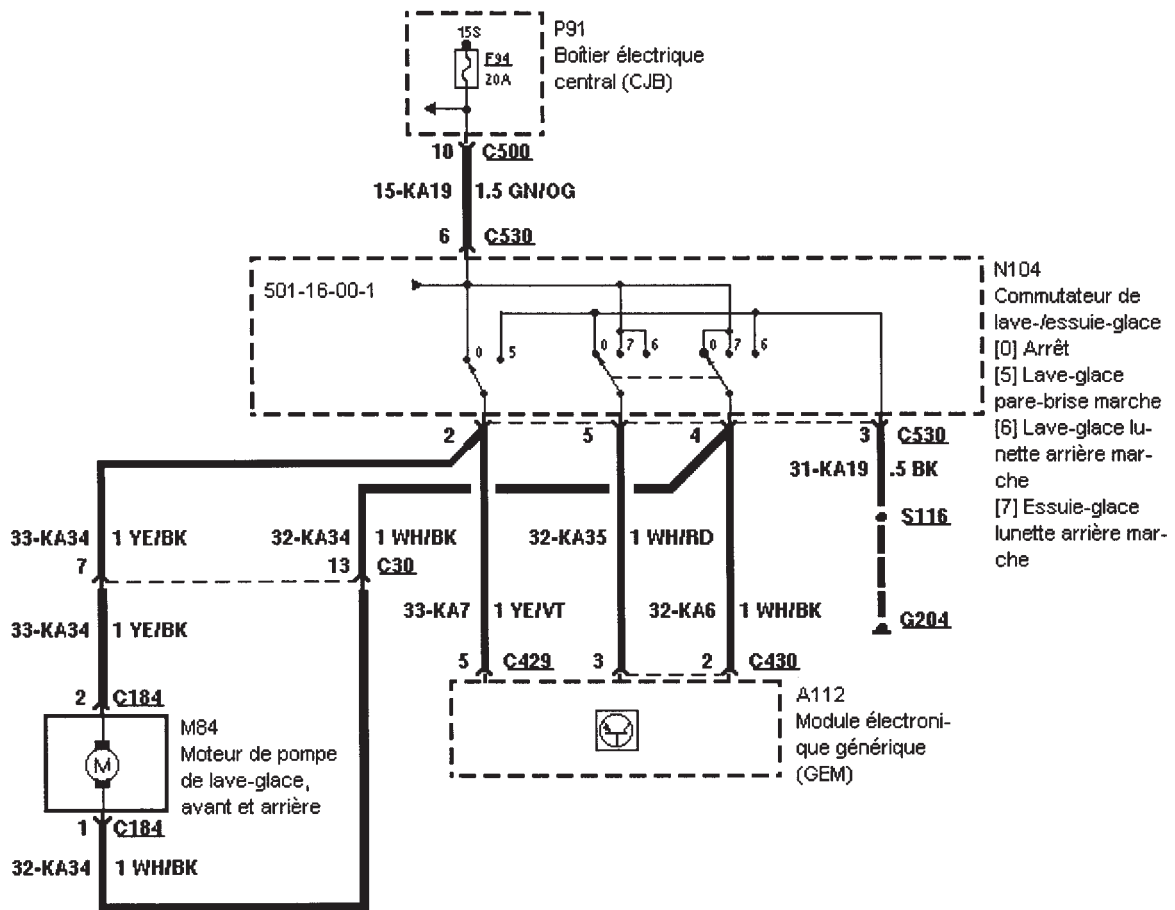 15S
F94
20A
P91
Boîtier électrique
central (CJB)
10 C500
15-KA19 1.5 GN/OG
6 C530
501-16-00-1
0 5 0 7 6 0 7 6
N104
Commutateur de
lave-/essuie-glace
[0] Arrêt
[5] Lave-glace
pare-brise marche
[6] Lave-glace lu-
nette arrière mar-
che
[7] Essuie-glace
lunette arrière mar-
che
2 5 4 3 C530
31-KA19 .5 BK
S116
G204
33-KA34 1 YE/BK 32-KA34 1 WH/BK 32-KA35 1 WH/RD
7 13 C30
33-KA7 1 YE/VT 32-KA6 1 WH/BK
33-KA34 1 YE/BK
5 C429 3 2 C430
2 C184
A112
Module électroni-
que générique
(GEM)
M84
Moteur de pompe
de lave-glace,
avant et arrière
M
1 C184
32-KA34 1 WH/BK